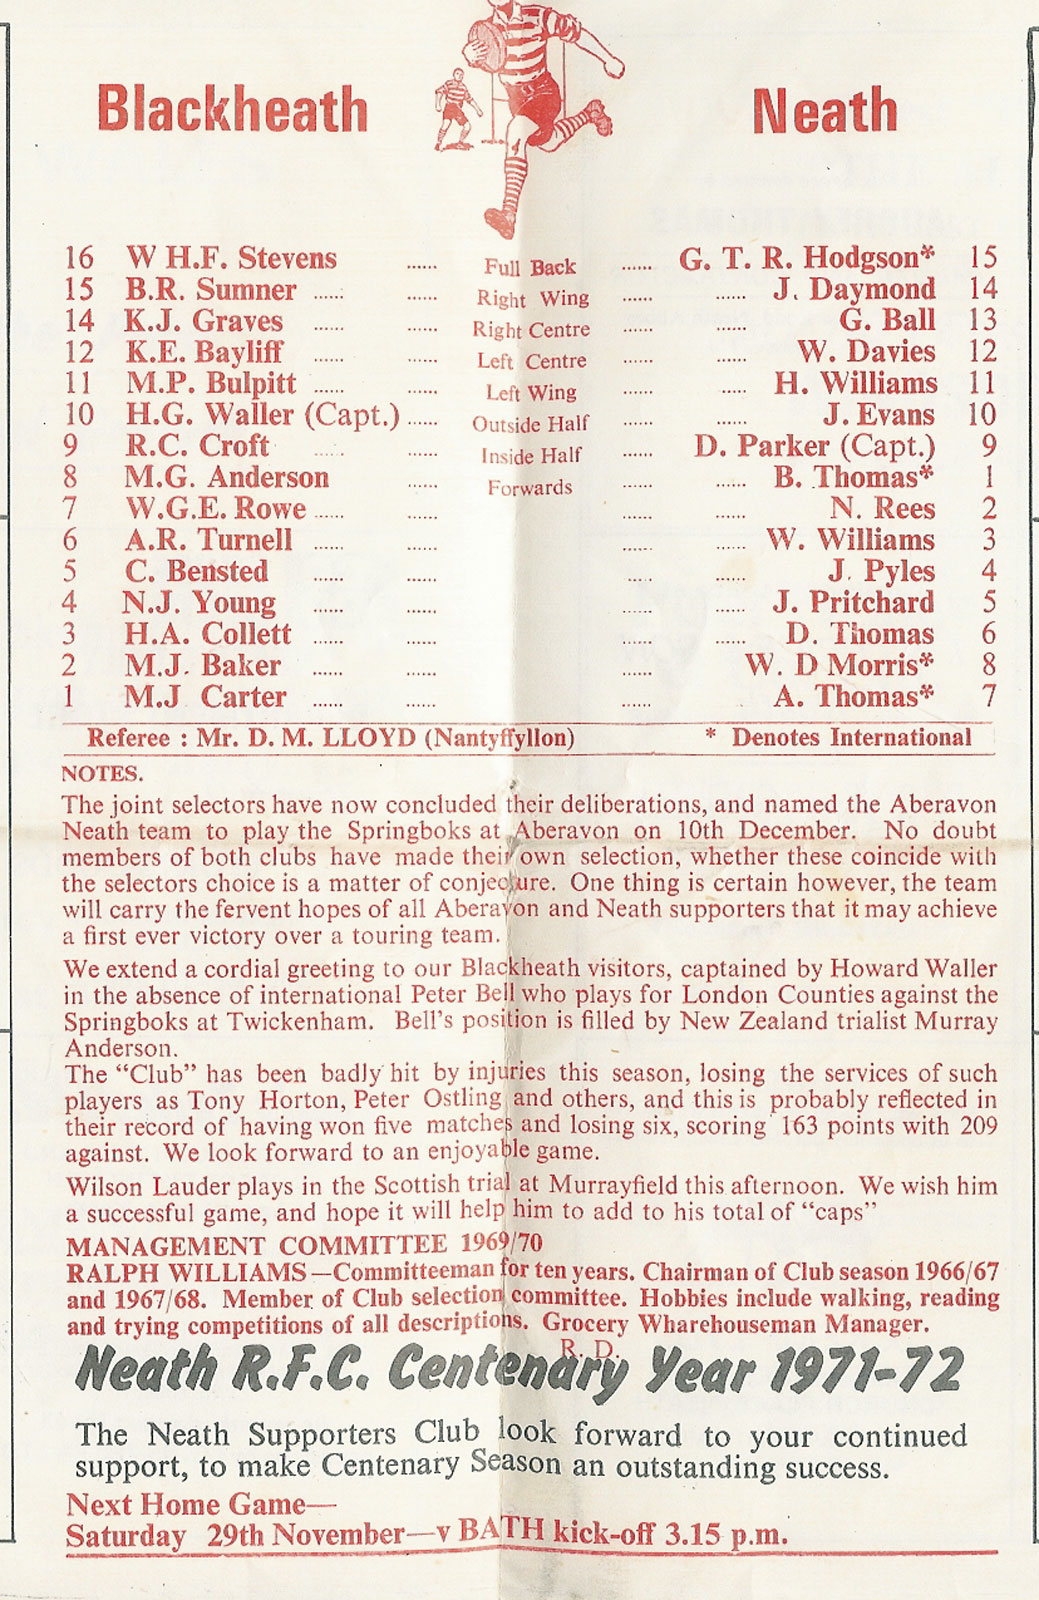 Blackheath Neath
16 W H.F. Stevens ...... Full Back ...... G. T. R. Hodgson* 15
15 B.R. Sumner ...... ...... Right Wing ...... ...... J. Daymond 14
14 K.J. Graves ...... ...... Right Centre ...... ...... G. Ball 13
12 K.E. Bayliff ...... ...... Left Centre ...... ...... W. Davies 12
11 M.P. Bulpitt ...... ...... Left Wing ...... ..... H. Williams 11
10 H.G. Waller (Capt.) ...... Outside Half ...... ...... J. Evans 10
9 R.C. Croft ...... ...... Inside Half ...... D. Parker (Capt.) 9
8 M.G. Anderson ...... Forwards ...... ...... B. Thomas* 1
7 W.G.E. Rowe ...... ...... ...... ...... N. Rees 2
6 A.R. Turnell ...... ...... ...... ...... W. Williams 3
5 C. Bensted ...... ...... ...... ...... J. Pyles 4
4 N.J. Young ...... ...... ...... ...... J. Pritchard 5
3 H.A. Collett ...... ...... ...... ...... D. Thomas 6
2 M.J. Baker ...... ...... ...... W. D Morris* 8
1 M.J Carter ...... ...... ...... ...... A. Thomas* 7
Referee : Mr. D. M. LLOYD (Nantyffyllon) * Denotes International
NOTES.
The joint selectors have now concluded their deliberations, and named the Aberavon
Neath team to play the Springboks at Aberavon on 10th December. No doubt
members of both clubs have made their own selection, whether these coincide with
the selectors choice is a matter of conjecture. One thing is certain however, the team
will carry the fervent hopes of all Aberavon and Neath supporters that it may achieve
a first ever victory over a touring team.
We extend a cordial greeting to our Blackheath visitors, captained by Howard Waller
in the absence of international Peter Bell who plays for London Counties against the
Springboks at Twickenham. Bell's position is filled by New Zealand trialist Murray
Anderson.
The "Club" has been badly hit by injuries this season, losing the services of such
players as Tony Horton, Peter Ostling and others, and this is probably reflected in
their record of having won five matches and losing six, scoring 163 points with 209
against. We look forward to an enjoyable game.
Wilson Lauder plays in the Scottish trial at Murrayfield this afternoon. We wish him
a successful game, and hope it will help him to add to his total of "caps"
MANAGEMENT COMMITTEE 1969/70
RALPH WILLIAMS—Committeeman for ten years. Chairman of Club season 1966/67
and 1967/68. Member of Club selection committee. Hobbies include walking, reading
and trying competitions of all descriptions. Grocery Wharehouseman Manager.
R. D.
Neath R.F.C. Centenary Year 1971-72
The Neath Supporters Club look forward to your continued
support, to make Centenary Season an outstanding success.
Next Home Game—
Saturday 29th November—v BATH kick-off 3.15 p.m.